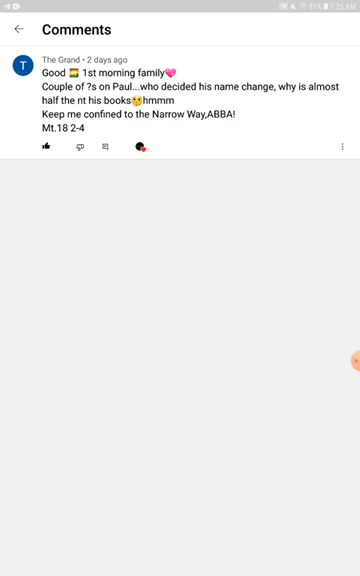 91% 7:25 AM
Comments
T
The Grand • 2 days ago
Good 🌅 1st morning family💖
Couple of ?s on Paul...who decided his name change, why is almost
half the nt his books🤔hmmm
Keep me confined to the Narrow Way,ABBA!
Mt.18 2-4